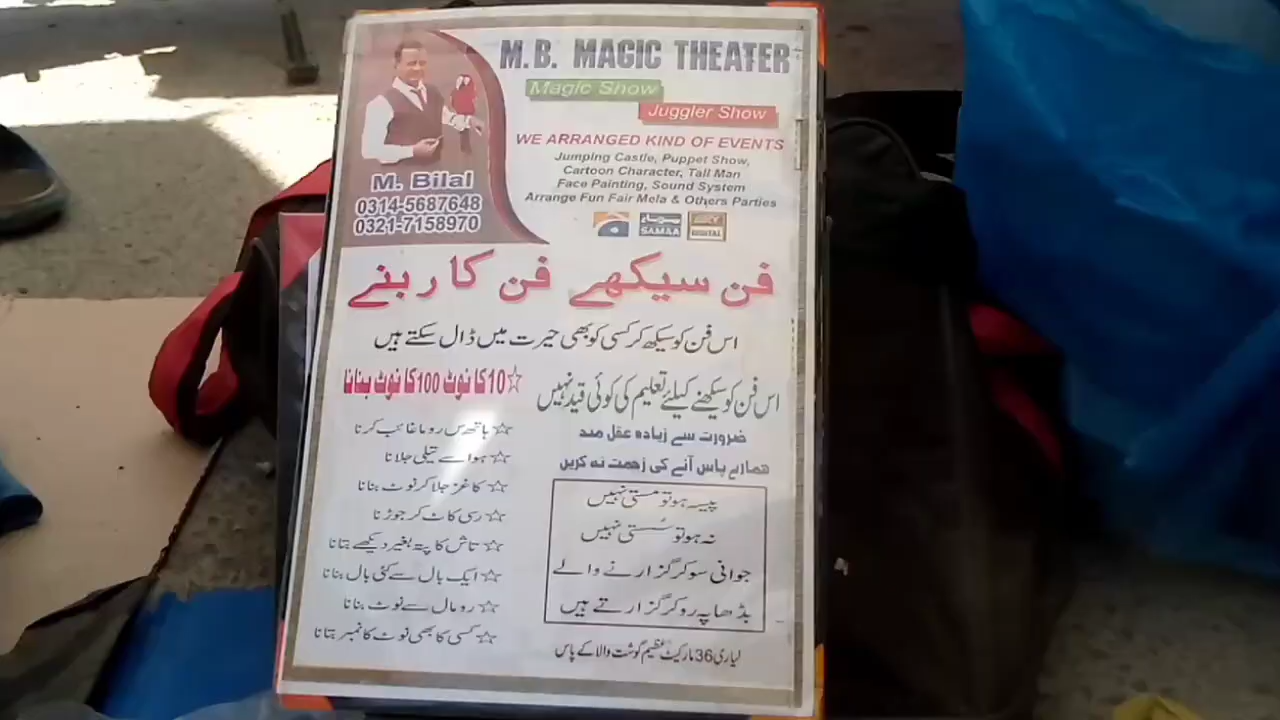 M.B. MAGIC THEATER
Magic Show
Juggler Show
WE ARRANGED KIND OF EVENTS
Jumping Castle, Puppet Show,
Cartoon Character, Tall Man
Face Painting, Sound System
Arrange Fun Fair Mela & Others Parties
M. Bilal
0314-5687648
0321-7158970
SAMAA
ARY DIGITAL
فن سیکھے فن کار بنے
اس فن کو سیکھ کر کسی کو بھی حیرت میں ڈال سکتے ہیں
اس فن کو سیکھنے کیلئے تعلیم کی کوئی قید نہیں
ضرورت سے زیادہ عقل مند
ہمارے پاس آنے کی زحمت نہ کریں
پیسہ ہو تو مستی نہیں
نہ ہو تو سُستی نہیں
جوانی سو کر گزارنے والے
بڈھاپہ رو کر گزارتے ہیں
لیاری 36 مارکیٹ عظیم گوشت والا کے پاس
☆10 کا نوٹ 100 کا نوٹ بنانا
☆ ہاتھ س روما غائب کرنا
☆ ہوا سے تیلی جلانا
☆ کاغز جلا کر نوٹ بنانا
☆ رسی کاٹ کر جوڑنا
☆ تاش کا پتہ بغیر دیکھے بتانا
☆ ایک بال سے کئی بال بنانا
☆ رومال سے نوٹ بنانا
☆ کسی کا بھی نوٹ کا نمبر بتانا